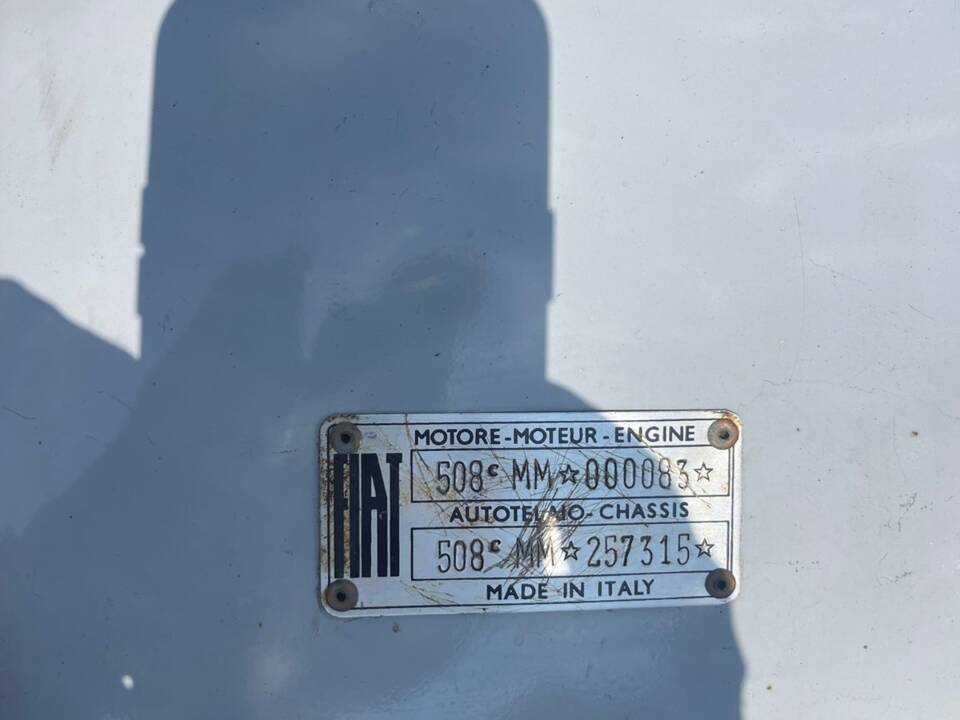 FIAT
MOTORE-MOTEUR-ENGINE
508c MM☆000083☆
AUTOTELAIO-CHASSIS
508c MM☆257315☆
MADE IN ITALY